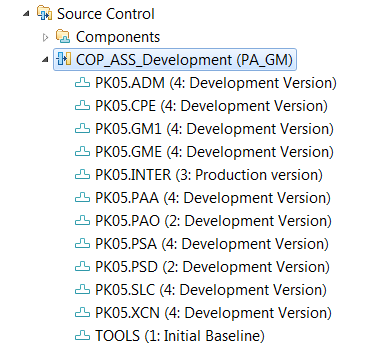 Source Control
Components
COP_ASS_Development (PA_GM)
PK05.ADM (4: Development Version)
PK05.CPE (4: Development Version)
PK05.GM1 (4: Development Version)
PK05.GME (4: Development Version)
PK05.INTER (3: Production version)
PK05.PAA (4: Development Version)
PK05.PAO (2: Development Version)
PK05.PSA (4: Development Version)
PK05.PSD (2: Development Version)
PK05.SLC (4: Development Version)
PK05.XCN (4: Development Version)
TOOLS (1: Initial Baseline)